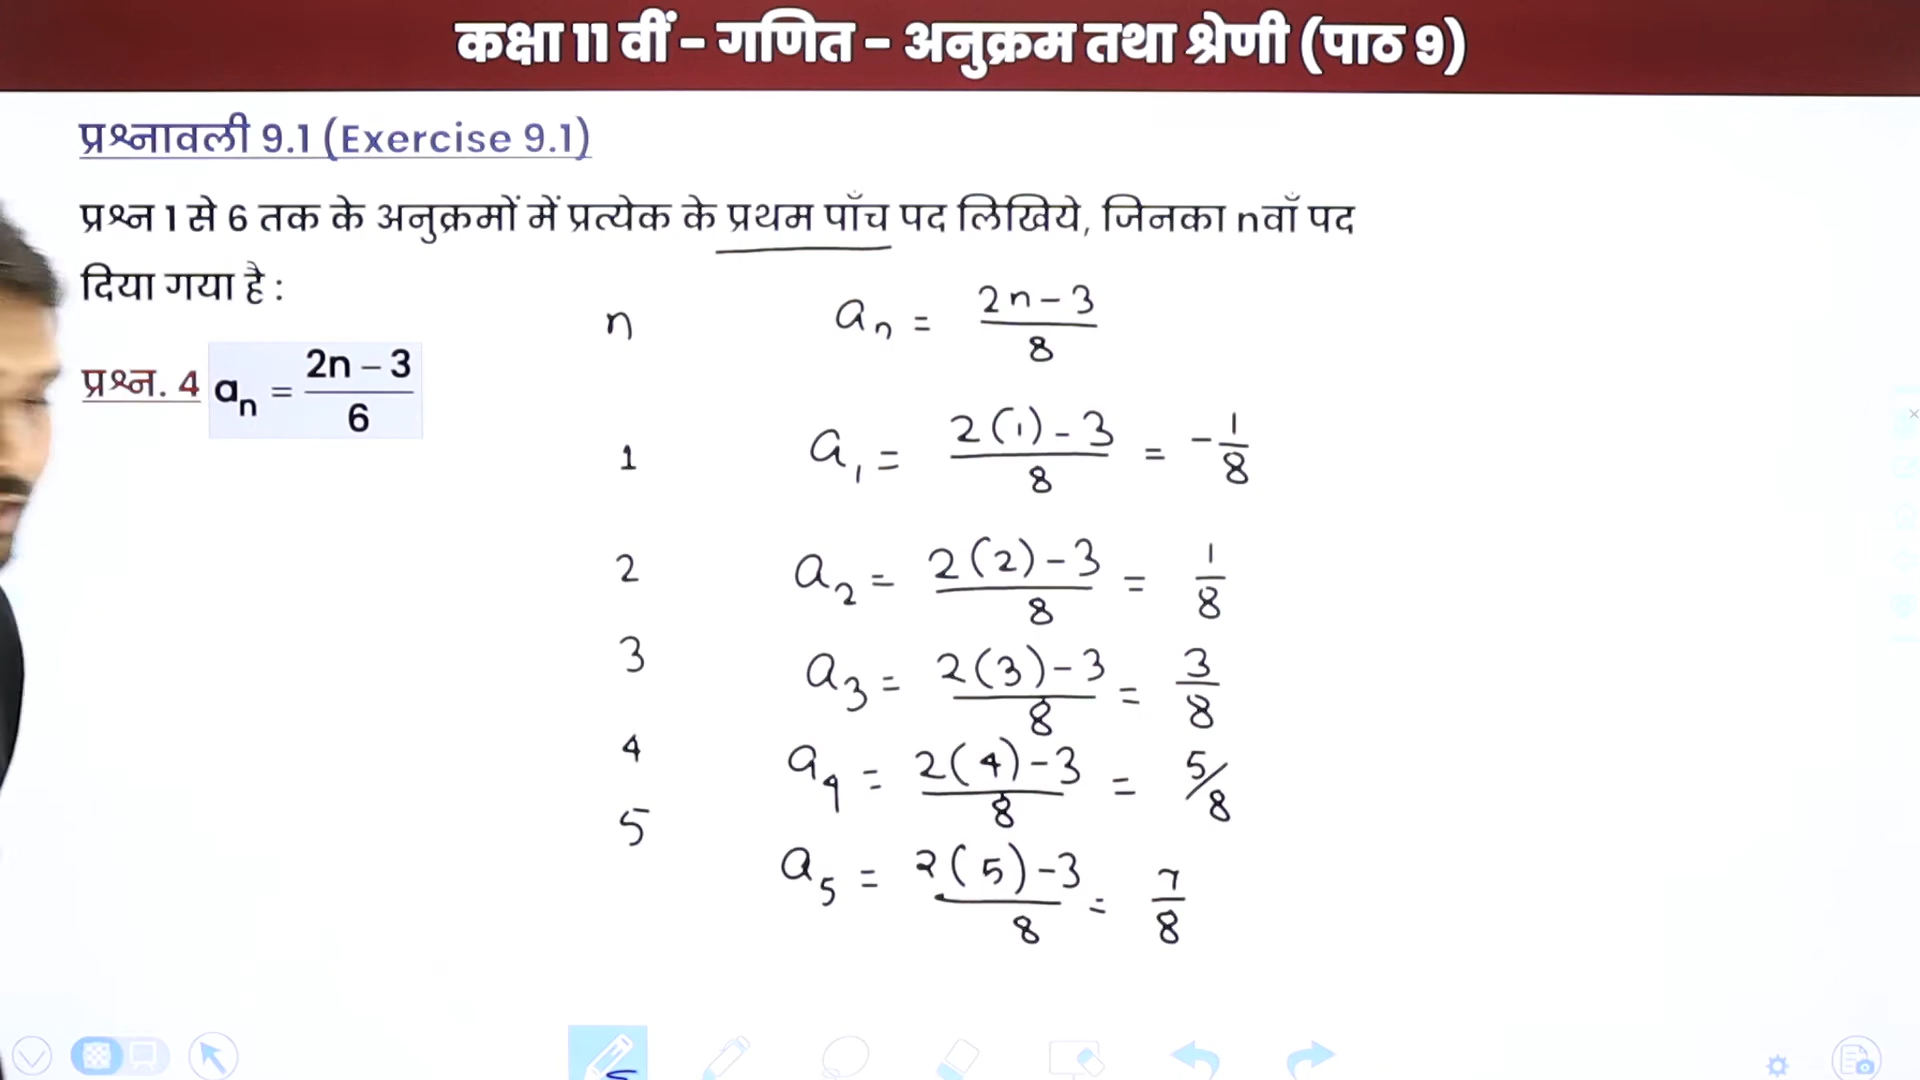 कक्षा 11 वीं - गणित - अनुक्रम तथा श्रेणी (पाठ 9)
प्रश्नावली 9.1 (Exercise 9.1)
प्रश्न 1 से 6 तक के अनुक्रमों में प्रत्येक के प्रथम पाँच पद लिखिये, जिनका nवाँ पद
दिया गया है :
प्रश्न. 4 aₙ = (2n – 3)/6
n aₙ = (2n - 3)/8
1 a₁ = (2(1) - 3)/8 = -1/8
2 a₂ = (2(2) - 3)/8 = 1/8
3 a₃ = (2(3) - 3)/8 = 3/8
4 a₄ = (2(4) - 3)/8 = 5/8
5 a₅ = (2(5) - 3)/8 = 7/8